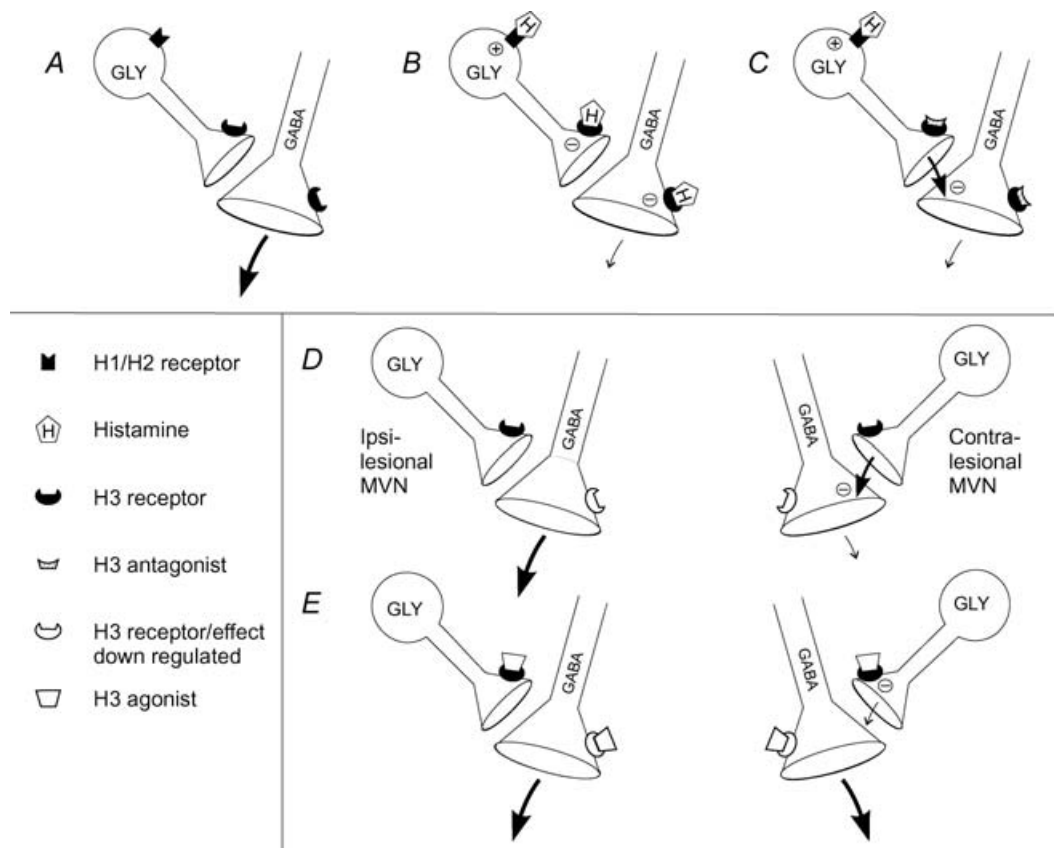 A
GLY
GABA
B
H
+
GLY
H
−
GABA
−
H
C
H
+
GLY
GABA
−
H1/H2 receptor
H
Histamine
H3 receptor
H3 antagonist
H3 receptor/effect
down regulated
H3 agonist
D
GLY
GABA
Ipsi-
lesional
MVN
GABA
−
GLY
Contra-
lesional
MVN
E
GLY
GABA
GABA
−
GLY